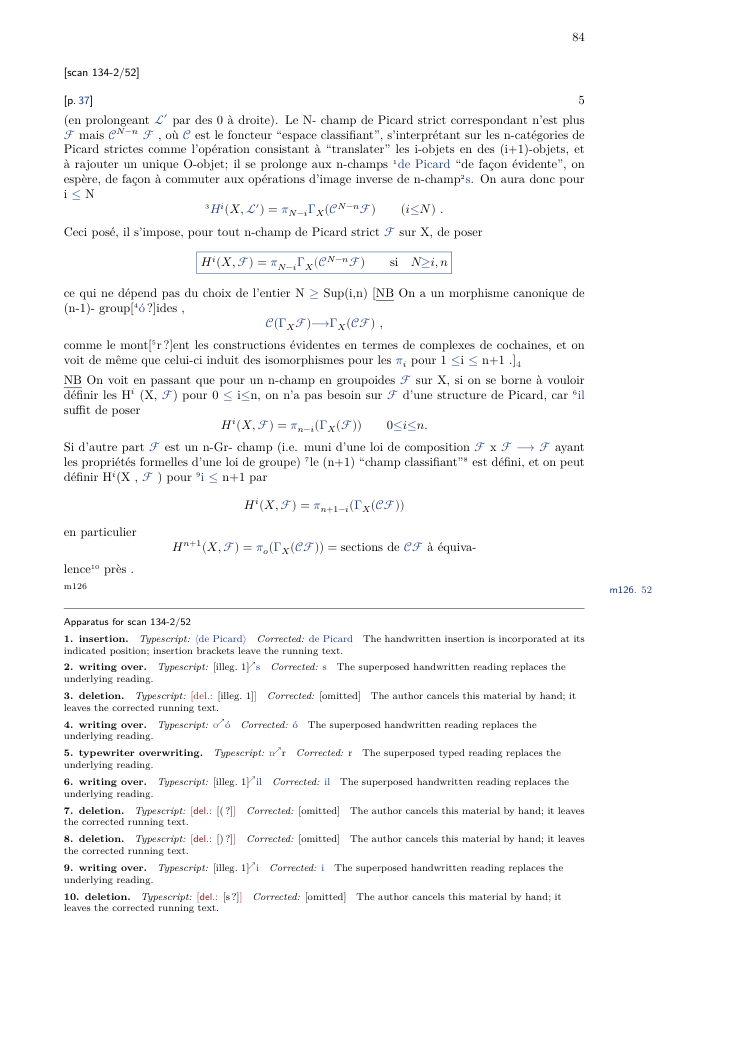 84
[scan 134-2/52]
[p. 37] 5
(en prolongeant ℒ′ par des 0 à droite). Le N- champ de Picard strict correspondant n'est plus
ℱ mais 𝒞^{N−n} ℱ , où 𝒞 est le foncteur “espace classifiant”, s'interprétant sur les n-catégories de
Picard strictes comme l'opération consistant à “translater” les i-objets en des (i+1)-objets, et
à rajouter un unique O-objet; il se prolonge aux n-champs ¹de Picard “de façon évidente”, on
espère, de façon à commuter aux opérations d'image inverse de n-champ²s. On aura donc pour
i ≤ N
³H^i(X, ℒ′) = π_{N−i}Γ_X(𝒞^{N−n}ℱ) (i≤N) .
Ceci posé, il s'impose, pour tout n-champ de Picard strict ℱ sur X, de poser
H^i(X, ℱ) = π_{N−i}Γ_X(𝒞^{N−n}ℱ) si N≥i, n
ce qui ne dépend pas du choix de l'entier N ≥ Sup(i,n) [NB On a un morphisme canonique de
(n-1)- group[⁴ó ?]ides ,
𝒞(Γ_Xℱ)⟶Γ_X(𝒞ℱ) ,
comme le mont[⁵r ?]ent les constructions évidentes en termes de complexes de cochaines, et on
voit de même que celui-ci induit des isomorphismes pour les π_i pour 1 ≤i ≤ n+1 .]₄
NB On voit en passant que pour un n-champ en groupoides ℱ sur X, si on se borne à vouloir
définir les H^i (X, ℱ) pour 0 ≤ i≤n, on n'a pas besoin sur ℱ d'une structure de Picard, car ⁶il
suffit de poser
H^i(X, ℱ) = π_{n−i}(Γ_X(ℱ)) 0≤i≤n.
Si d'autre part ℱ est un n-Gr- champ (i.e. muni d'une loi de composition ℱ x ℱ ⟶ ℱ ayant
les propriétés formelles d'une loi de groupe) ⁷le (n+1) “champ classifiant”⁸ est défini, et on peut
définir H^i(X , ℱ ) pour ⁹i ≤ n+1 par
H^i(X, ℱ) = π_{n+1−i}(Γ_X(𝒞ℱ))
en particulier
H^{n+1}(X, ℱ) = π_o(Γ_X(𝒞ℱ)) = sections de 𝒞ℱ à équiva-
lence¹⁰ près .
m126
m126. 52
Apparatus for scan 134-2/52
1. insertion. Typescript: ⟨de Picard⟩ Corrected: de Picard The handwritten insertion is incorporated at its
indicated position; insertion brackets leave the running text.
2. writing over. Typescript: [illeg. 1]↗s Corrected: s The superposed handwritten reading replaces the
underlying reading.
3. deletion. Typescript: [del.: [illeg. 1]] Corrected: [omitted] The author cancels this material by hand; it
leaves the corrected running text.
4. writing over. Typescript: o↗ó Corrected: ó The superposed handwritten reading replaces the
underlying reading.
5. typewriter overwriting. Typescript: n↗r Corrected: r The superposed typed reading replaces the
underlying reading.
6. writing over. Typescript: [illeg. 1]↗il Corrected: il The superposed handwritten reading replaces the
underlying reading.
7. deletion. Typescript: [del.: [( ?]] Corrected: [omitted] The author cancels this material by hand; it leaves
the corrected running text.
8. deletion. Typescript: [del.: [) ?]] Corrected: [omitted] The author cancels this material by hand; it leaves
the corrected running text.
9. writing over. Typescript: [illeg. 1]↗i Corrected: i The superposed handwritten reading replaces the
underlying reading.
10. deletion. Typescript: [del.: [s ?]] Corrected: [omitted] The author cancels this material by hand; it
leaves the corrected running text.